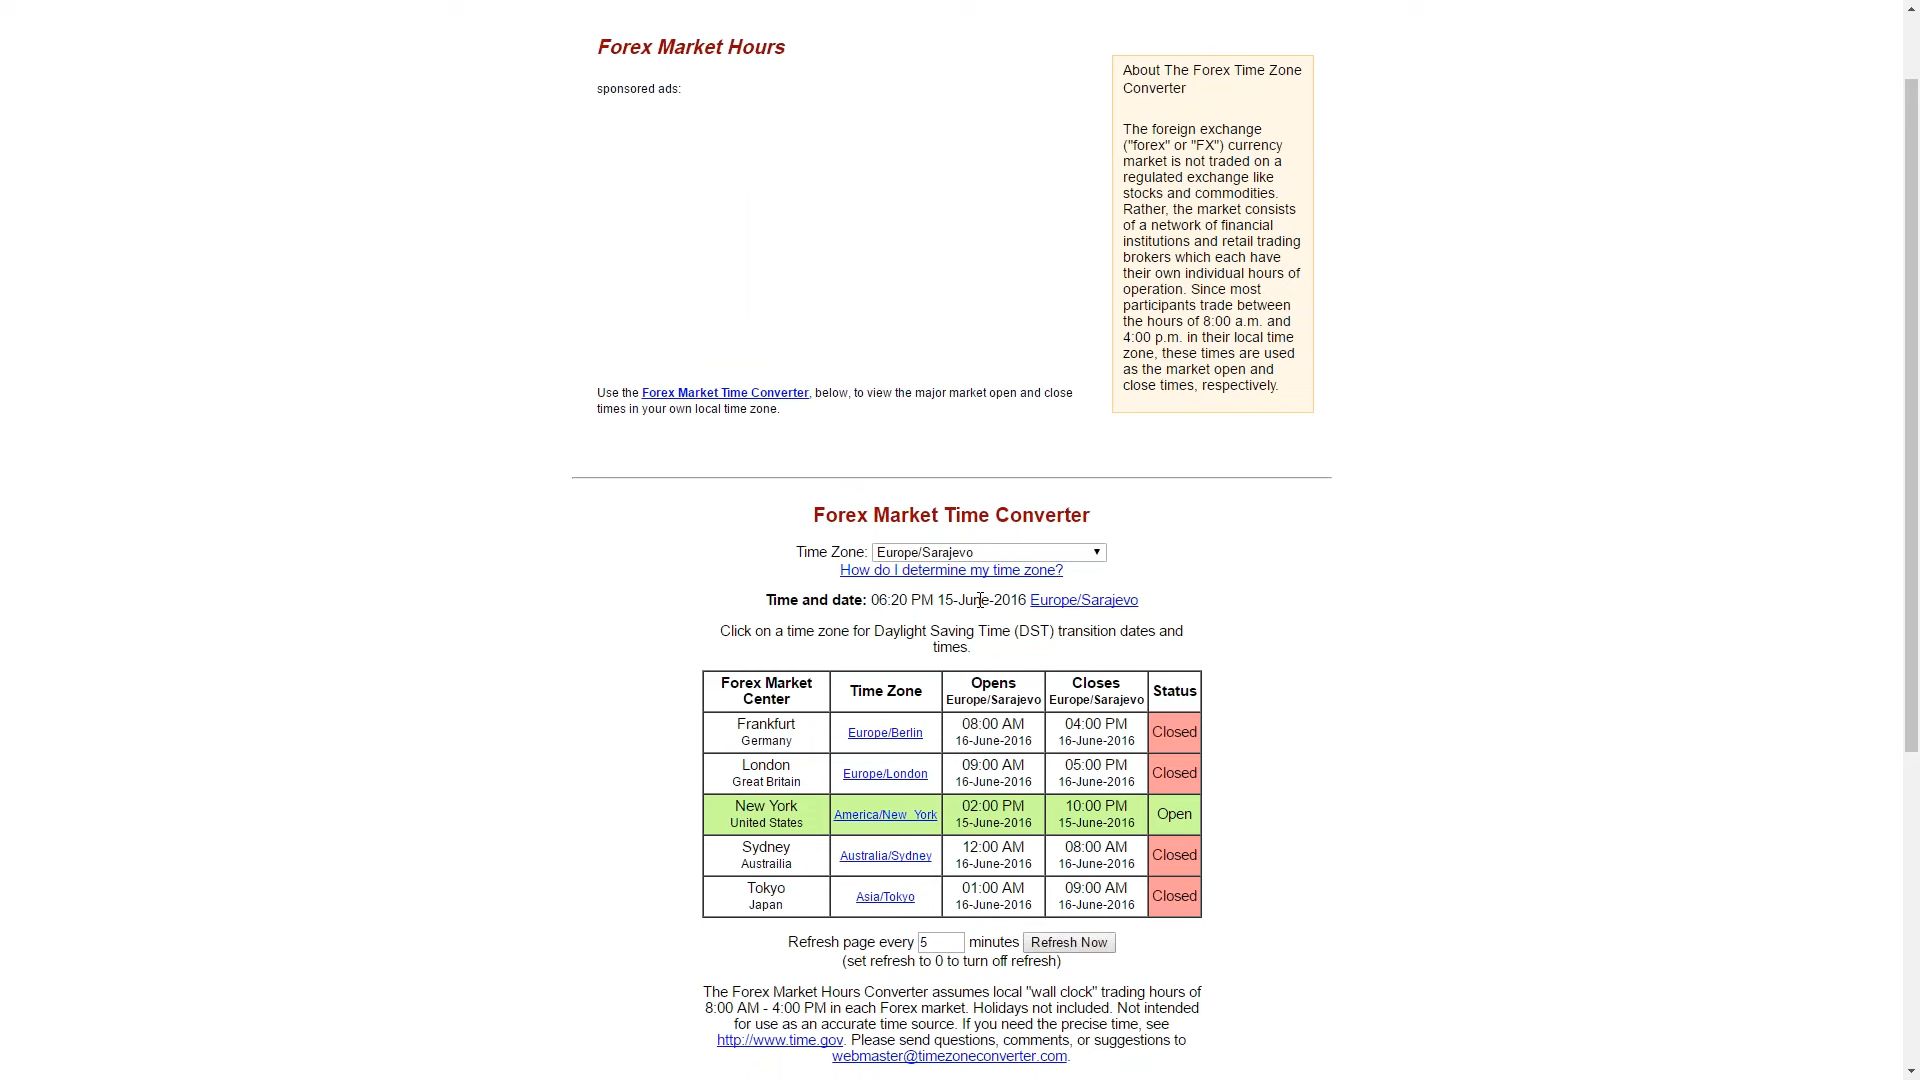 Forex Market Hours
sponsored ads:
Use the Forex Market Time Converter, below, to view the major market open and close
times in your own local time zone.
About The Forex Time Zone
Converter
The foreign exchange
("forex" or "FX") currency
market is not traded on a
regulated exchange like
stocks and commodities.
Rather, the market consists
of a network of financial
institutions and retail trading
brokers which each have
their own individual hours of
operation. Since most
participants trade between
the hours of 8:00 a.m. and
4:00 p.m. in their local time
zone, these times are used
as the market open and
close times, respectively.
Forex Market Time Converter
Time Zone: Europe/Sarajevo
How do I determine my time zone?
Time and date: 06:20 PM 15-June-2016 Europe/Sarajevo
Click on a time zone for Daylight Saving Time (DST) transition dates and
times.
Forex Market Center Time Zone Opens Europe/Sarajevo Closes Europe/Sarajevo Status
Frankfurt Germany Europe/Berlin 08:00 AM 16-June-2016 04:00 PM 16-June-2016 Closed
London Great Britain Europe/London 09:00 AM 16-June-2016 05:00 PM 16-June-2016 Closed
New York United States America/New_York 02:00 PM 15-June-2016 10:00 PM 15-June-2016 Open
Sydney Austrailia Australia/Sydney 12:00 AM 16-June-2016 08:00 AM 16-June-2016 Closed
Tokyo Japan Asia/Tokyo 01:00 AM 16-June-2016 09:00 AM 16-June-2016 Closed
Refresh page every 5 minutes Refresh Now
(set refresh to 0 to turn off refresh)
The Forex Market Hours Converter assumes local "wall clock" trading hours of
8:00 AM - 4:00 PM in each Forex market. Holidays not included. Not intended
for use as an accurate time source. If you need the precise time, see
http://www.time.gov. Please send questions, comments, or suggestions to
webmaster@timezoneconverter.com.